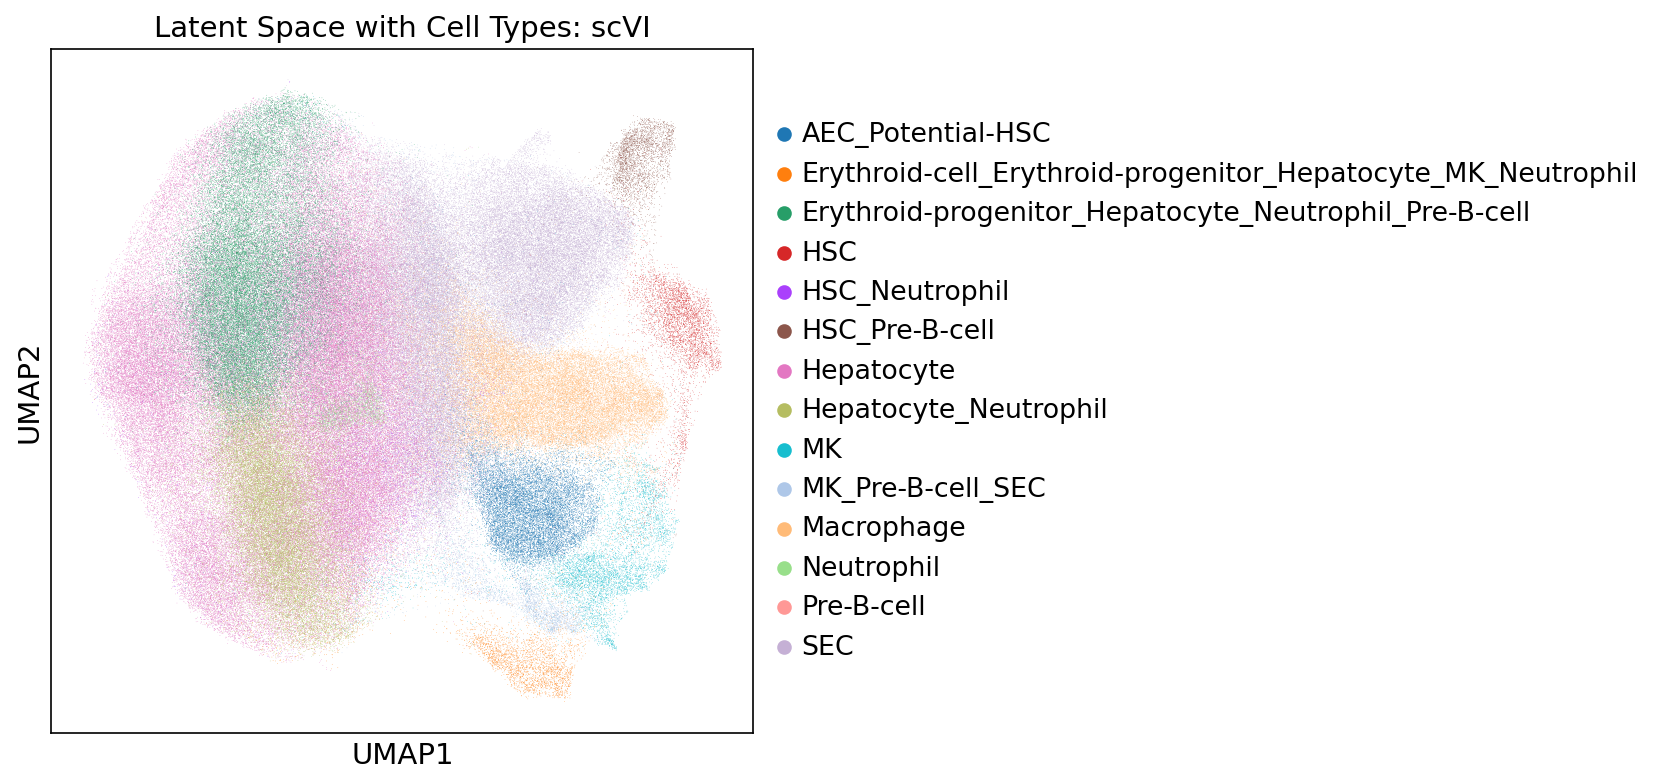 Latent Space with Cell Types: scVI
UMAP2
UMAP1
AEC_Potential-HSC
Erythroid-cell_Erythroid-progenitor_Hepatocyte_MK_Neutrophil
Erythroid-progenitor_Hepatocyte_Neutrophil_Pre-B-cell
HSC
HSC_Neutrophil
HSC_Pre-B-cell
Hepatocyte
Hepatocyte_Neutrophil
MK
MK_Pre-B-cell_SEC
Macrophage
Neutrophil
Pre-B-cell
SEC